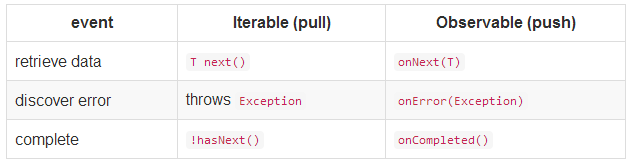 event Iterable (pull) Observable (push)
retrieve data T next() onNext(T)
discover error throws Exception onError(Exception)
complete !hasNext() onCompleted()